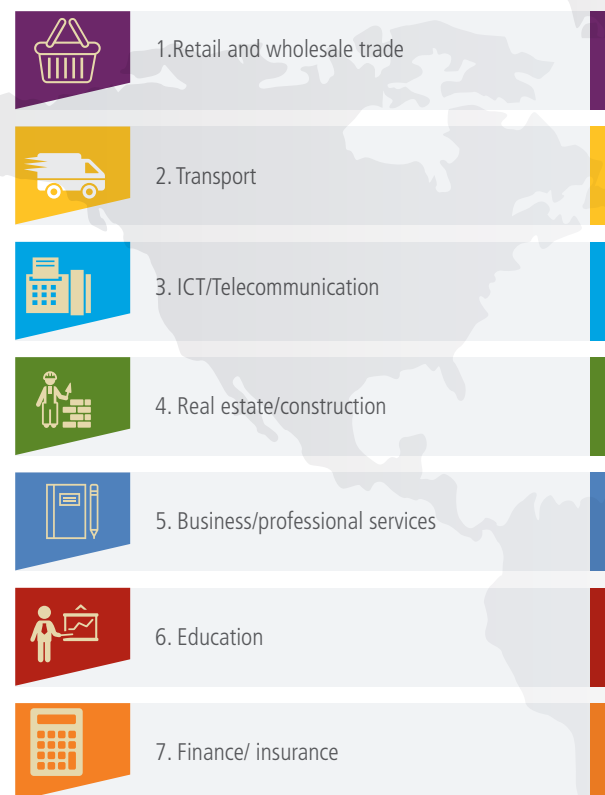 1.Retail and wholesale trade
2. Transport
3. ICT/Telecommunication
4. Real estate/construction
5. Business/professional services
6. Education
7. Finance/ insurance